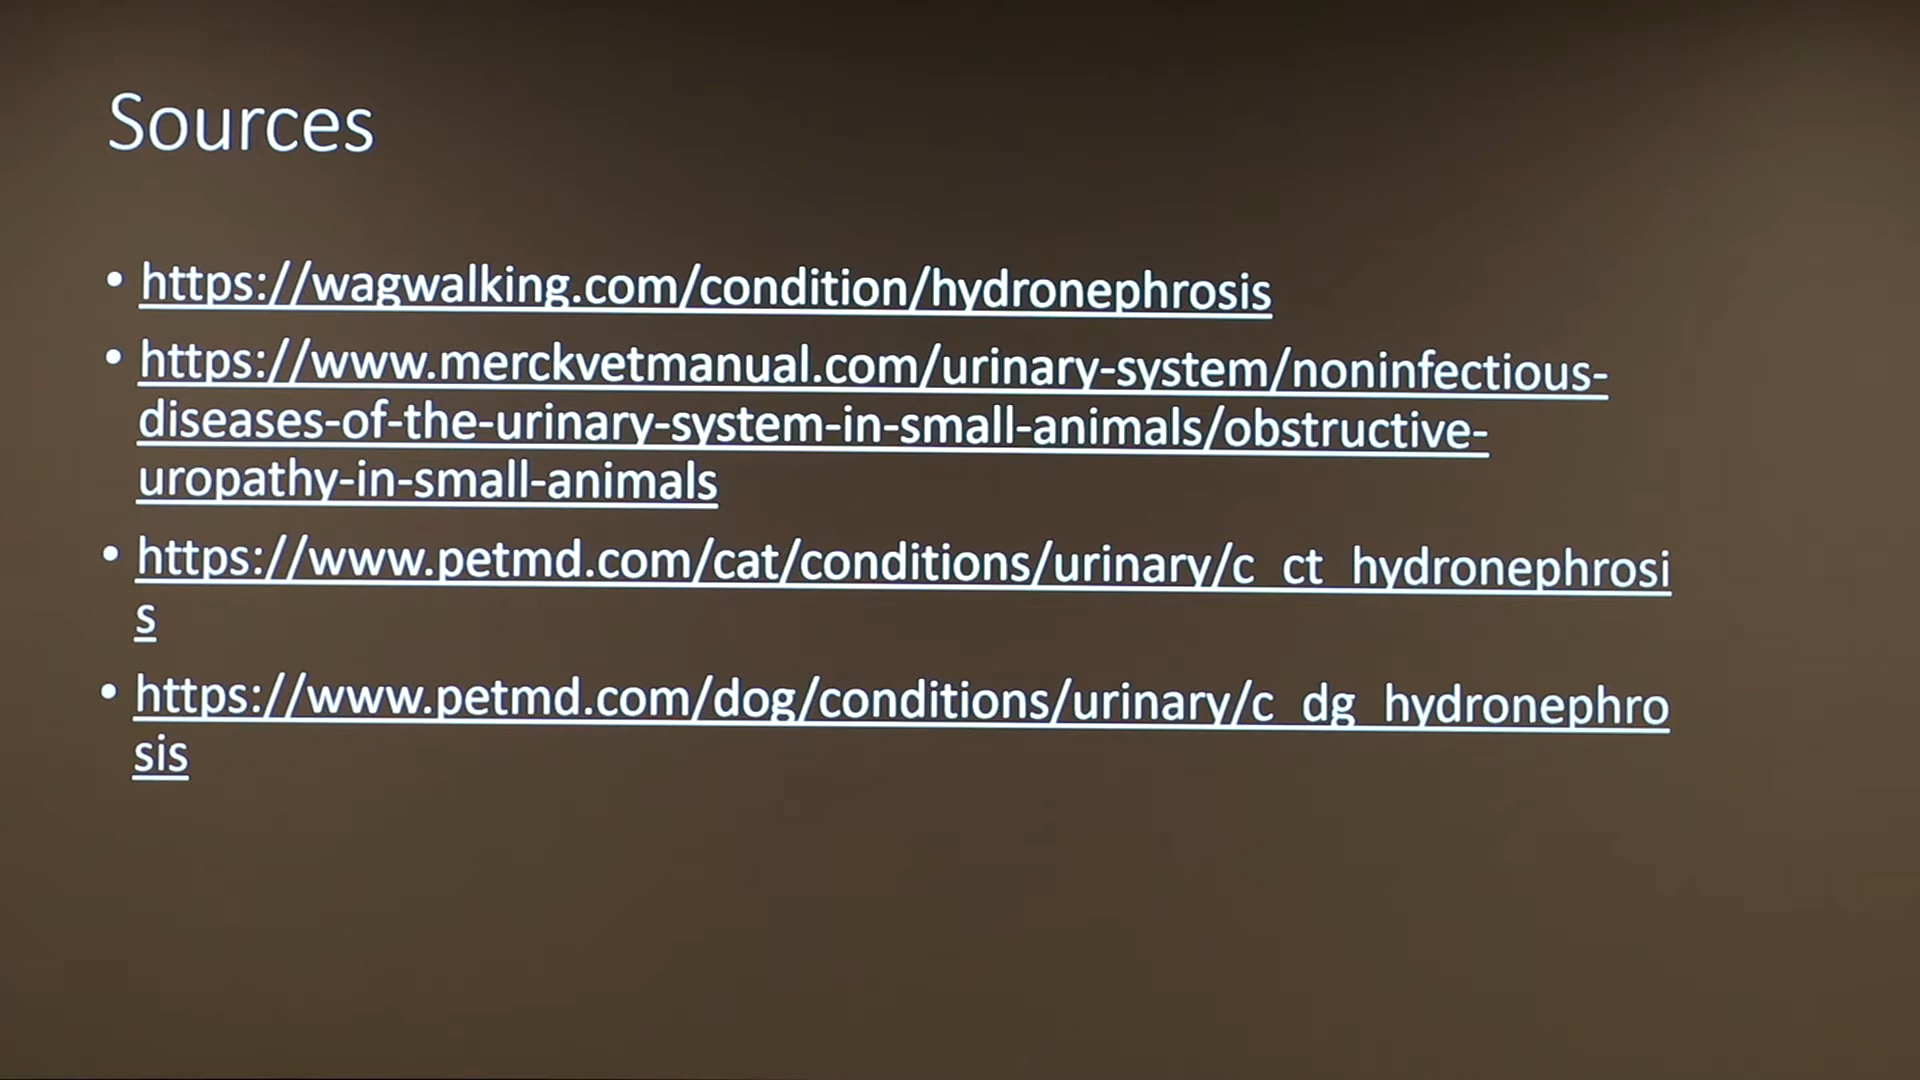 Sources
• https://wagwalking.com/condition/hydronephrosis
• https://www.merckvetmanual.com/urinary-system/noninfectious-
diseases-of-the-urinary-system-in-small-animals/obstructive-
uropathy-in-small-animals
• https://www.petmd.com/cat/conditions/urinary/c_ct_hydronephrosi
s
• https://www.petmd.com/dog/conditions/urinary/c_dg_hydronephro
sis